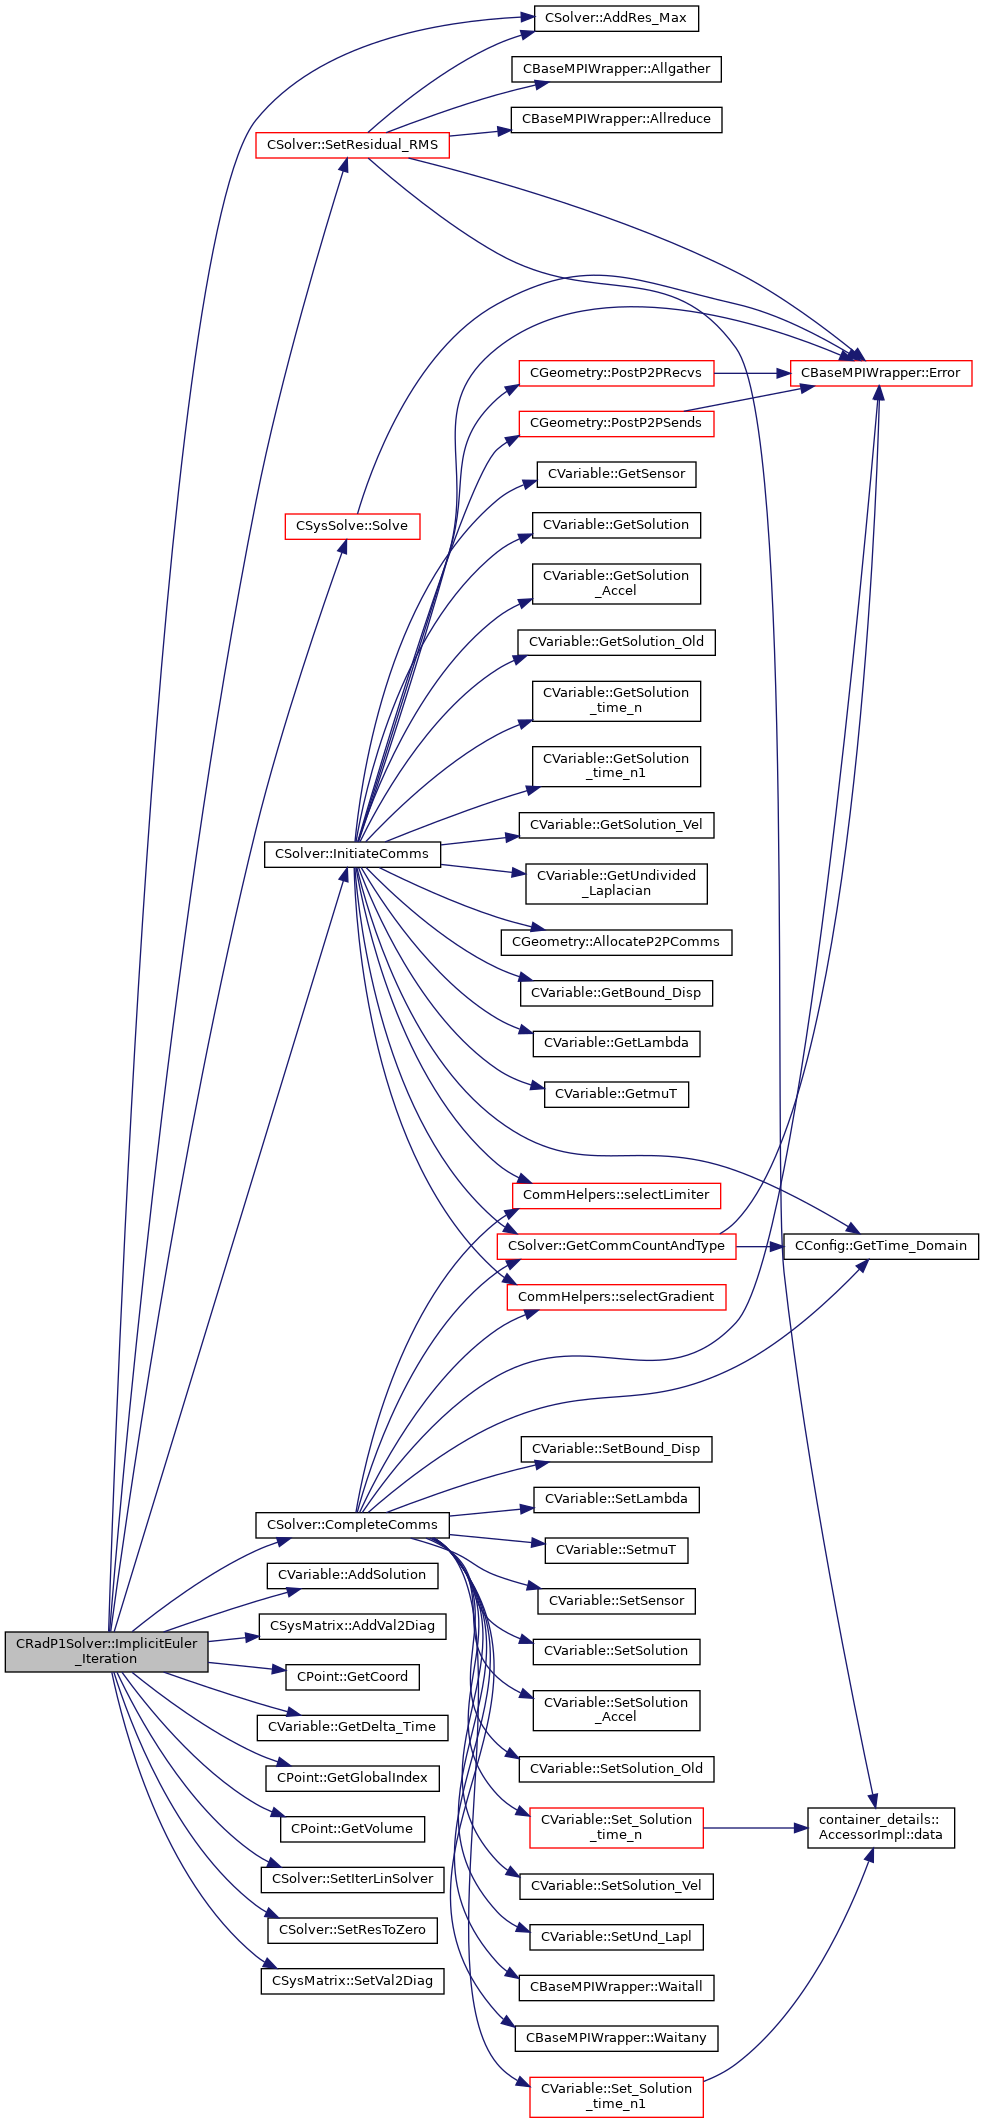 CSolver::AddRes_Max
CBaseMPIWrapper::Allgather
CBaseMPIWrapper::Allreduce
CSolver::SetResidual_RMS
CGeometry::PostP2PRecvs
CBaseMPIWrapper::Error
CGeometry::PostP2PSends
CVariable::GetSensor
CSysSolve::Solve
CVariable::GetSolution
CVariable::GetSolution
_Accel
CVariable::GetSolution_Old
CVariable::GetSolution
_time_n
CVariable::GetSolution
_time_n1
CVariable::GetSolution_Vel
CSolver::InitiateComms
CVariable::GetUndivided
_Laplacian
CGeometry::AllocateP2PComms
CVariable::GetBound_Disp
CVariable::GetLambda
CVariable::GetmuT
CommHelpers::selectLimiter
CSolver::GetCommCountAndType
CConfig::GetTime_Domain
CommHelpers::selectGradient
CVariable::SetBound_Disp
CVariable::SetLambda
CSolver::CompleteComms
CVariable::SetmuT
CVariable::AddSolution
CVariable::SetSensor
CSysMatrix::AddVal2Diag
CRadP1Solver::ImplicitEuler
_Iteration
CVariable::SetSolution
CPoint::GetCoord
CVariable::SetSolution
_Accel
CVariable::GetDelta_Time
CVariable::SetSolution_Old
CPoint::GetGlobalIndex
CVariable::Set_Solution
_time_n
container_details::
AccessorImpl::data
CPoint::GetVolume
CSolver::SetIterLinSolver
CVariable::SetSolution_Vel
CSolver::SetResToZero
CVariable::SetUnd_Lapl
CSysMatrix::SetVal2Diag
CBaseMPIWrapper::Waitall
CBaseMPIWrapper::Waitany
CVariable::Set_Solution
_time_n1